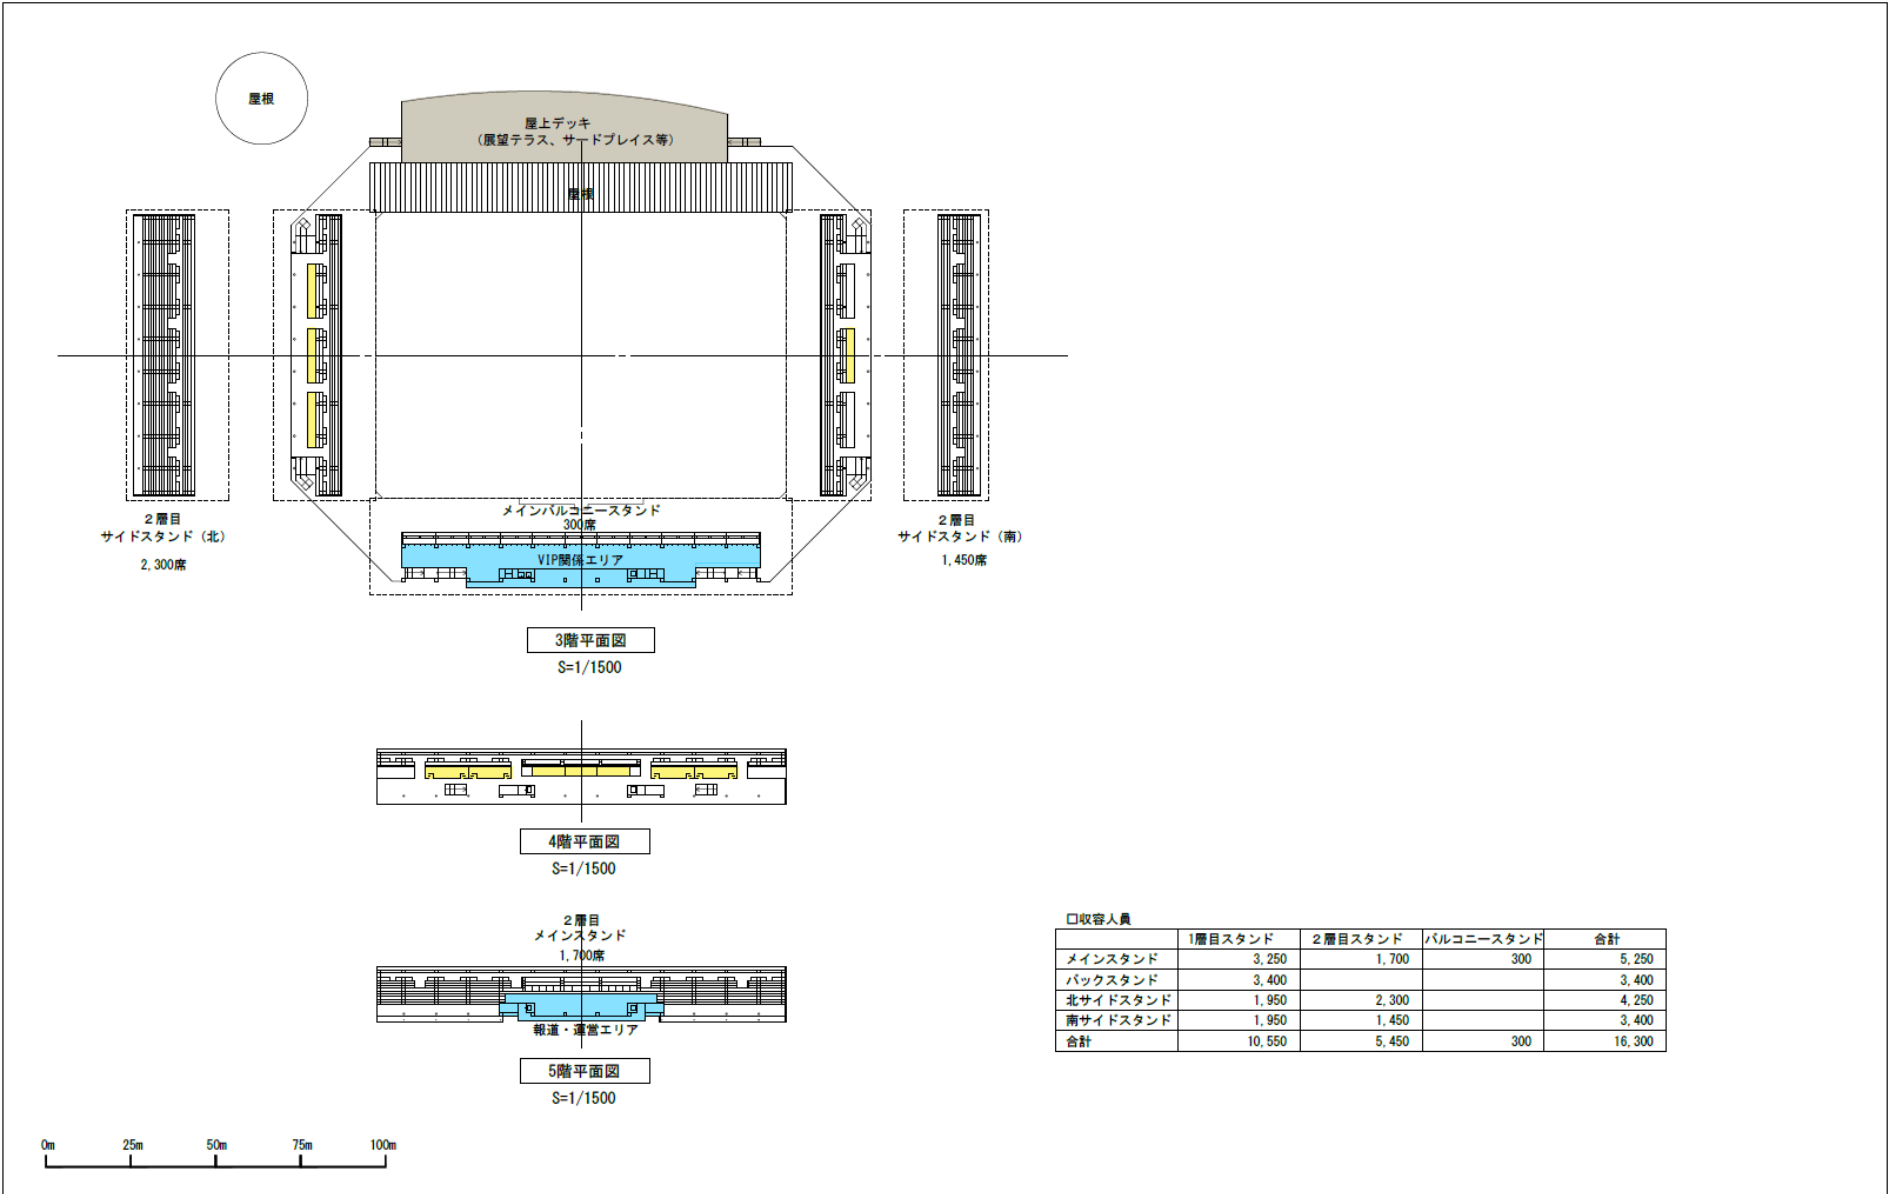 屋根
屋上デッキ
（展望テラス、サードプレイス等）
屋根
２層目
サイドスタンド（北）
2,300席
メインバルコニースタンド
300席
VIP関係エリア
２層目
サイドスタンド（南）
1,450席
3階平面図
S=1/1500
4階平面図
S=1/1500
２層目
メインスタンド
1,700席
報道・運営エリア
5階平面図
S=1/1500
口収容人員
1層目スタンド ２層目スタンド バルコニースタンド 合計
メインスタンド 3,250 1,700 300 5,250
バックスタンド 3,400 3,400
北サイドスタンド 1,950 2,300 4,250
南サイドスタンド 1,950 1,450 3,400
合計 10,550 5,450 300 16,300
0m 25m 50m 75m 100m